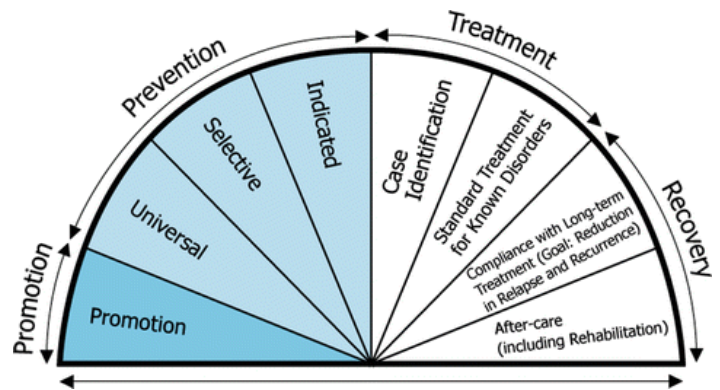 Promotion
Prevention
Treatment
Recovery
Promotion
Universal
Selective
Indicated
Case
Identification
Standard Treatment
for Known Disorders
Compliance with Long-term
Treatment (Goal: Reduction
in Relapse and Recurrence)
After-care
(including Rehabilitation)